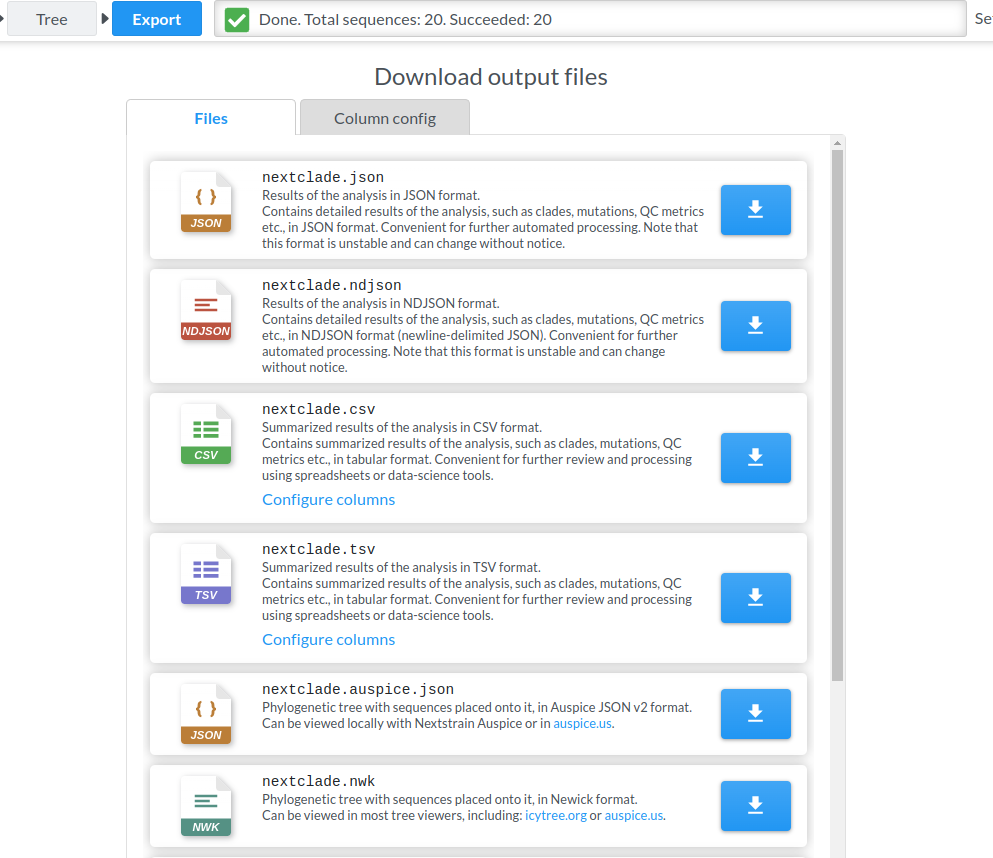 Tree
Export
Done. Total sequences: 20. Succeeded: 20
Se
Download output files
Files
Column config
nextclade.json
Results of the analysis in JSON format.
Contains detailed results of the analysis, such as clades, mutations, QC metrics
etc., in JSON format. Convenient for further automated processing. Note that
this format is unstable and can change without notice.
JSON
nextclade.ndjson
Results of the analysis in NDJSON format.
Contains detailed results of the analysis, such as clades, mutations, QC metrics
etc., in NDJSON format (newline-delimited JSON). Convenient for further
automated processing. Note that this format is unstable and can change
without notice.
NDJSON
nextclade.csv
Summarized results of the analysis in CSV format.
Contains summarized results of the analysis, such as clades, mutations, QC
metrics etc., in tabular format. Convenient for further review and processing
using spreadsheets or data-science tools.
Configure columns
CSV
nextclade.tsv
Summarized results of the analysis in TSV format.
Contains summarized results of the analysis, such as clades, mutations, QC
metrics etc., in tabular format. Convenient for further review and processing
using spreadsheets or data-science tools.
Configure columns
TSV
nextclade.auspice.json
Phylogenetic tree with sequences placed onto it, in Auspice JSON v2 format.
Can be viewed locally with Nextstrain Auspice or in auspice.us.
JSON
nextclade.nwk
Phylogenetic tree with sequences placed onto it, in Newick format.
Can be viewed in most tree viewers, including: icytree.org or auspice.us.
NWK